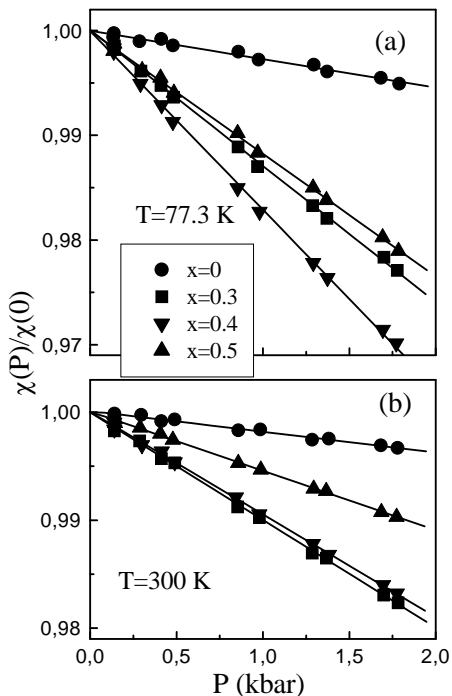 1,00
(a)
0,99
T=77.3 K
0,98
x=0
x=0.3
x=0.4
x=0.5
0,97
χ(P)/χ(0)
1,00
(b)
0,99
T=300 K
0,98
0,0 0,5 1,0 1,5 2,0
P (kbar)